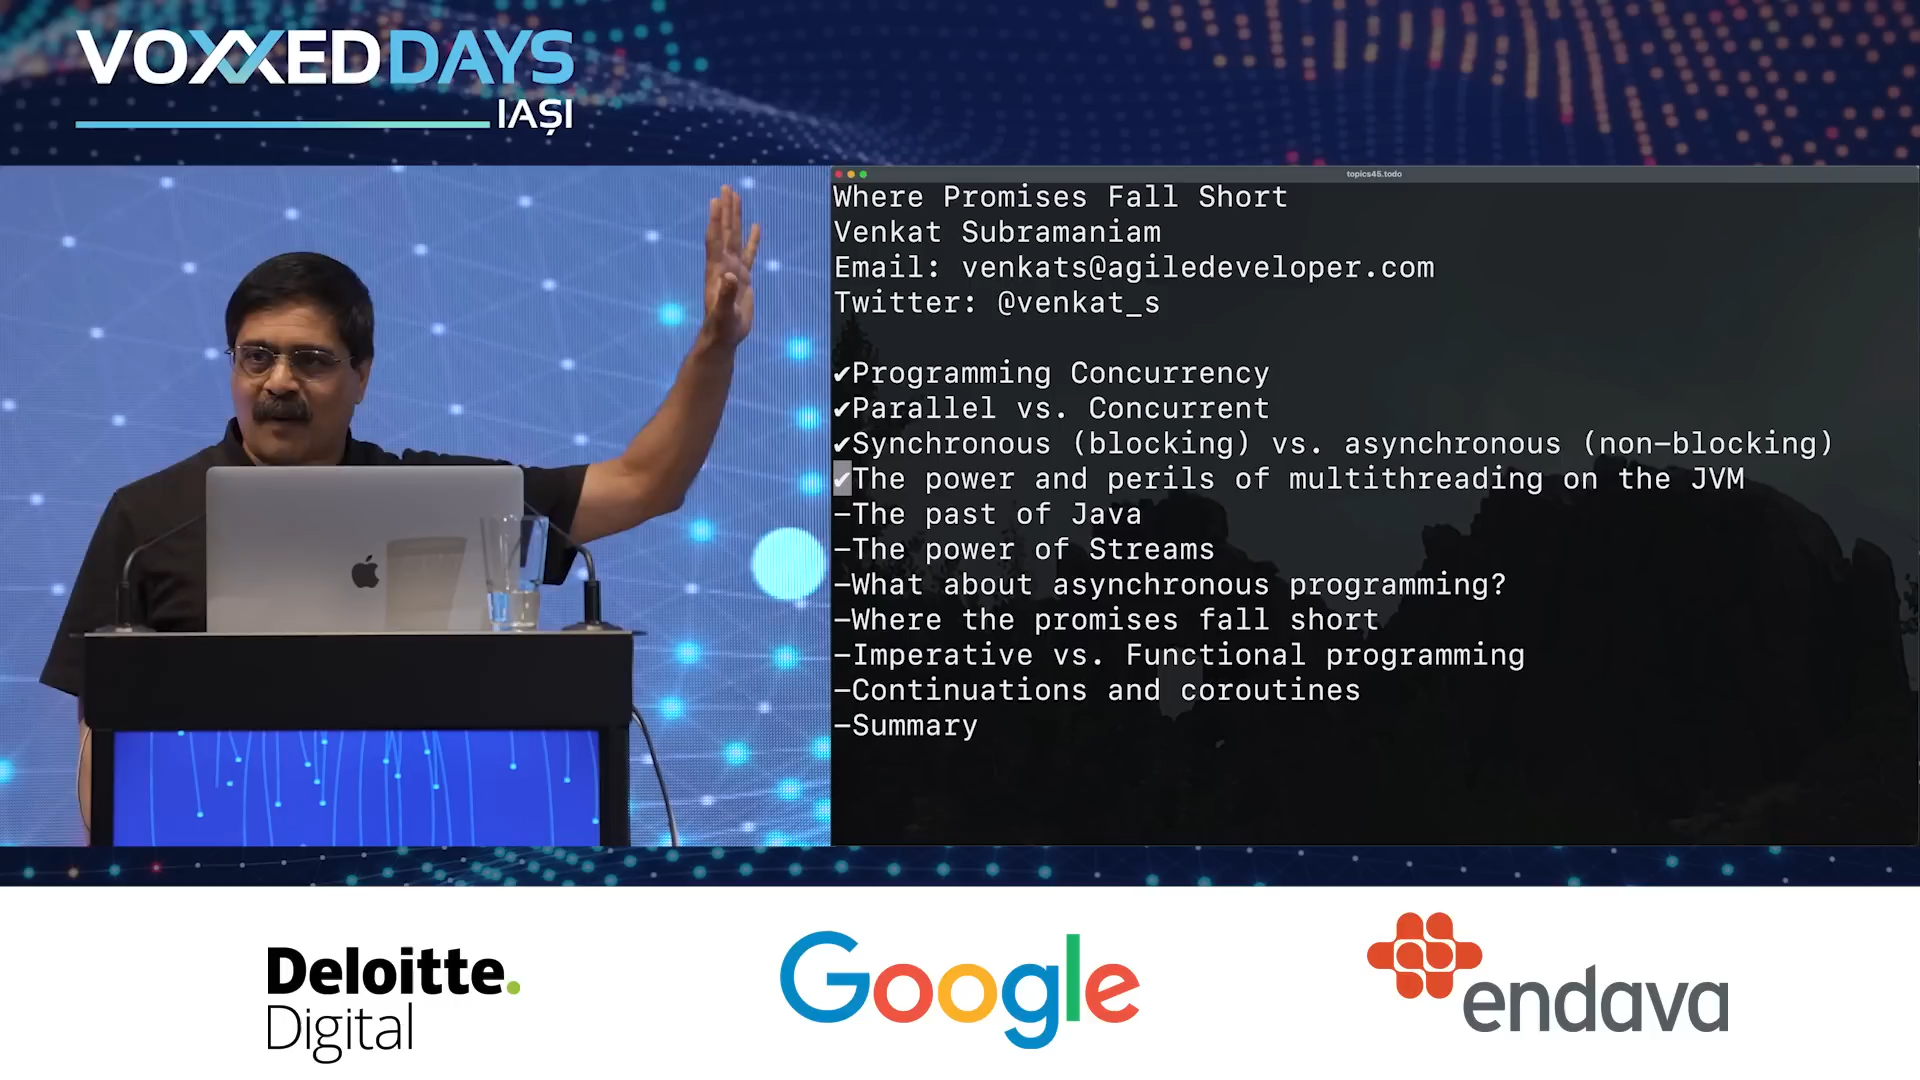 VOXXEDDAYS
IAȘI
topics45.todo
Where Promises Fall Short
Venkat Subramaniam
Email: venkats@agiledeveloper.com
Twitter: @venkat_s
✔Programming Concurrency
✔Parallel vs. Concurrent
✔Synchronous (blocking) vs. asynchronous (non-blocking)
✔The power and perils of multithreading on the JVM
-The past of Java
-The power of Streams
-What about asynchronous programming?
-Where the promises fall short
-Imperative vs. Functional programming
-Continuations and coroutines
-Summary
Deloitte.
Digital
Google
endava